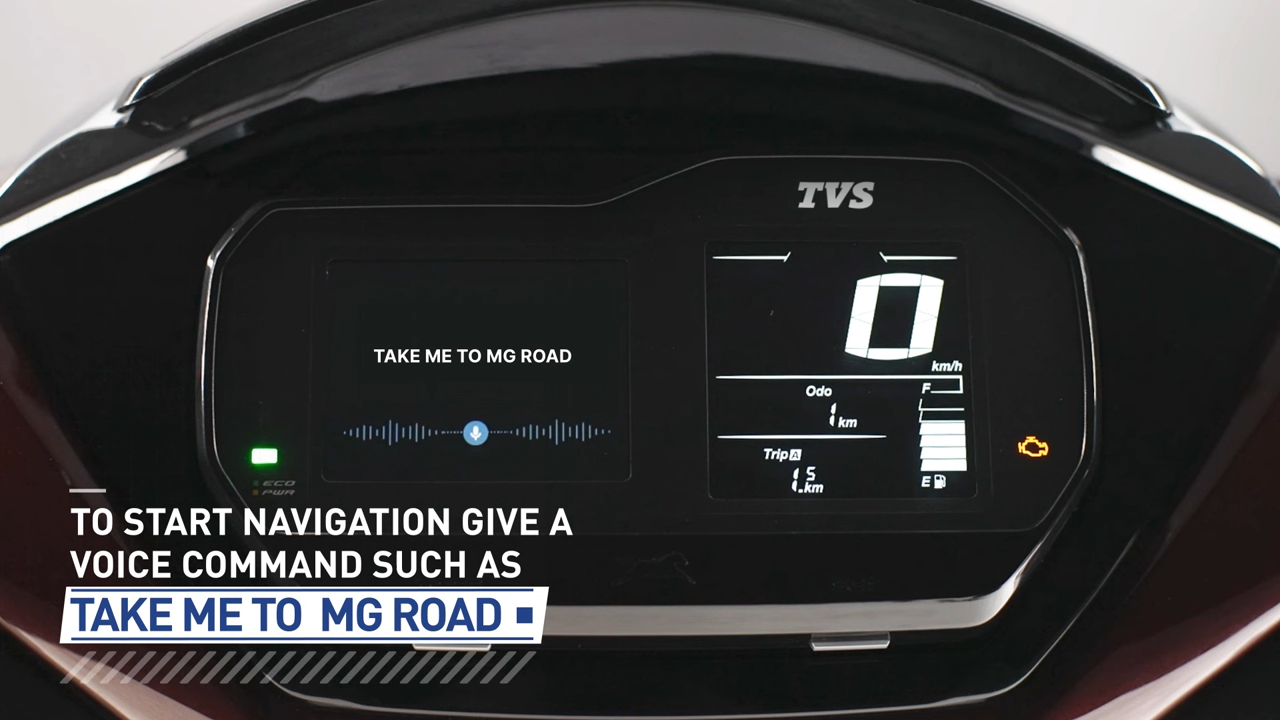 TVS
TAKE ME TO MG ROAD
0
km/h
Odo
1 km
F
Trip A
1.5 km
E
ECO
PWR
TO START NAVIGATION GIVE A
VOICE COMMAND SUCH AS
TAKE ME TO MG ROAD